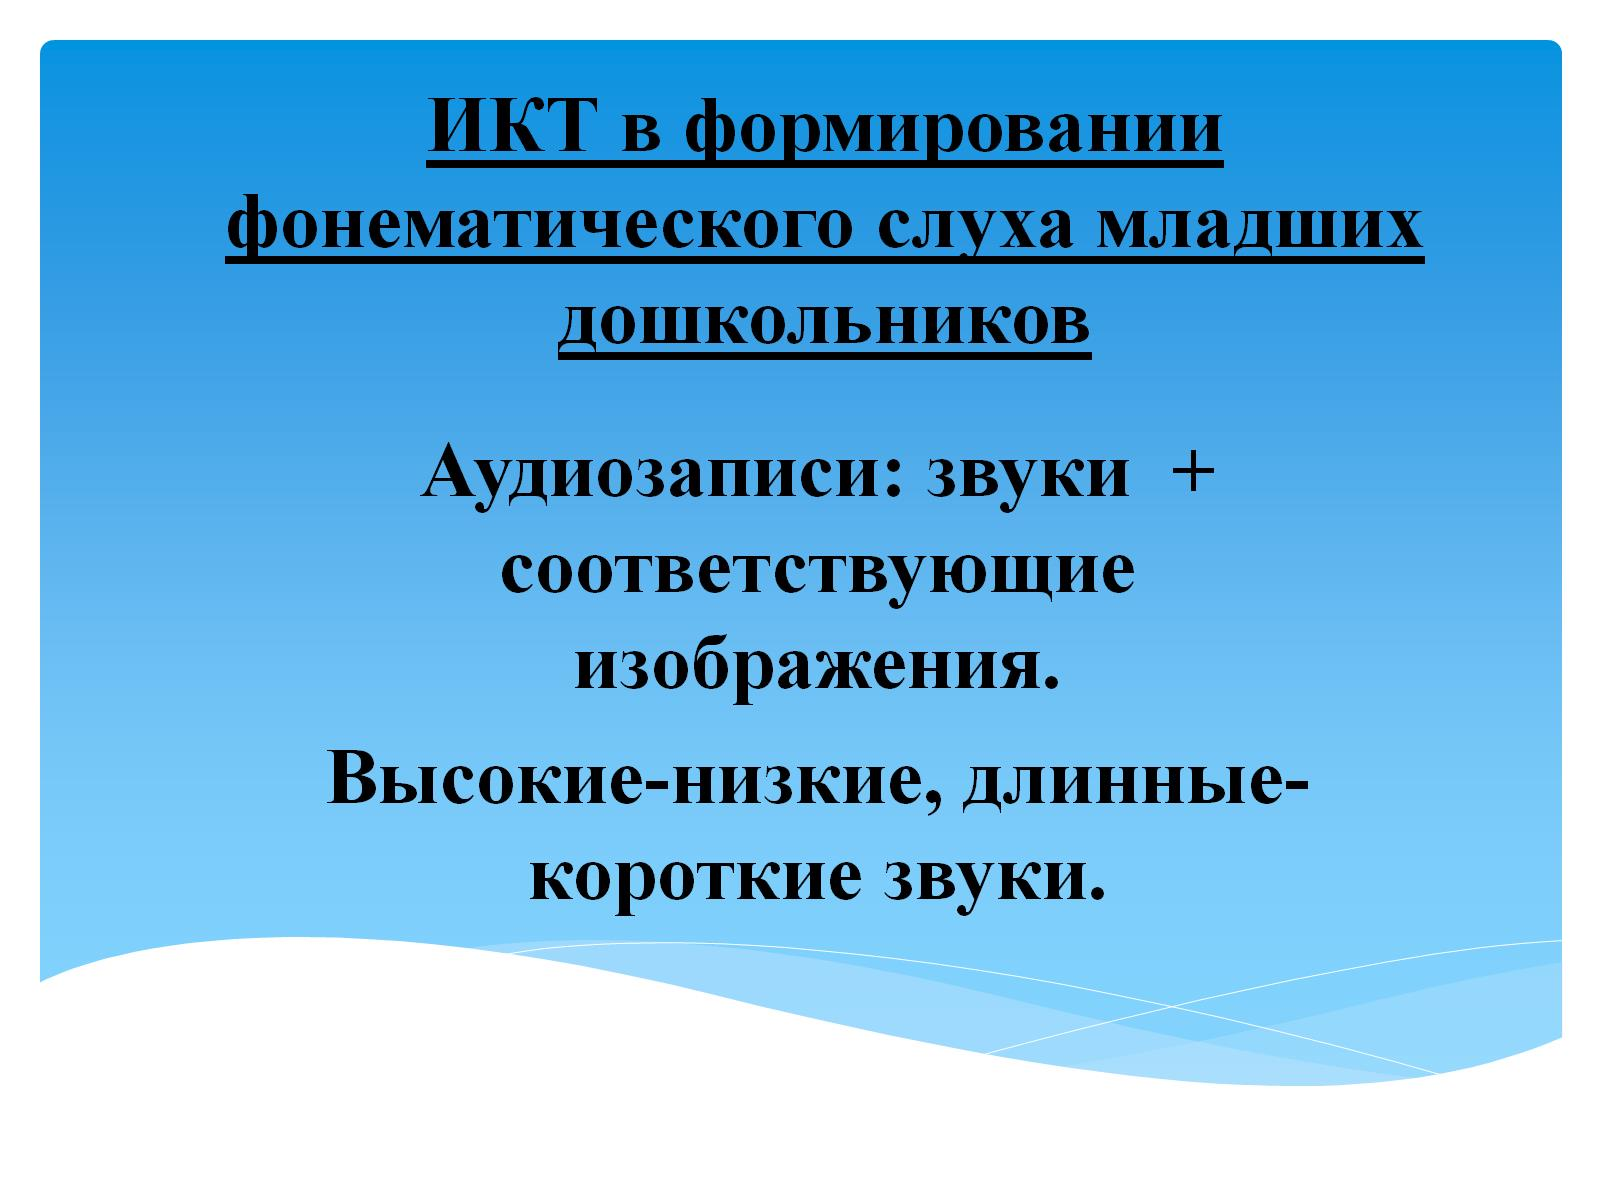 ИКТ в формировании
фонематического слуха младших
дошкольников
Аудиозаписи: звуки +
соответствующие
изображения.
Высокие-низкие, длинные-
короткие звуки.